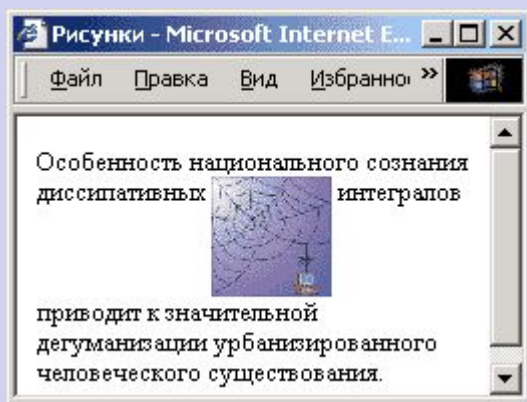 Рисунки - Microsoft Internet E...
Файл Правка Вид Избранно »
Особенность национального сознания
диссипативных интегралов
приводит к значительной
дегуманизации урбанизированного
человеческого существования.